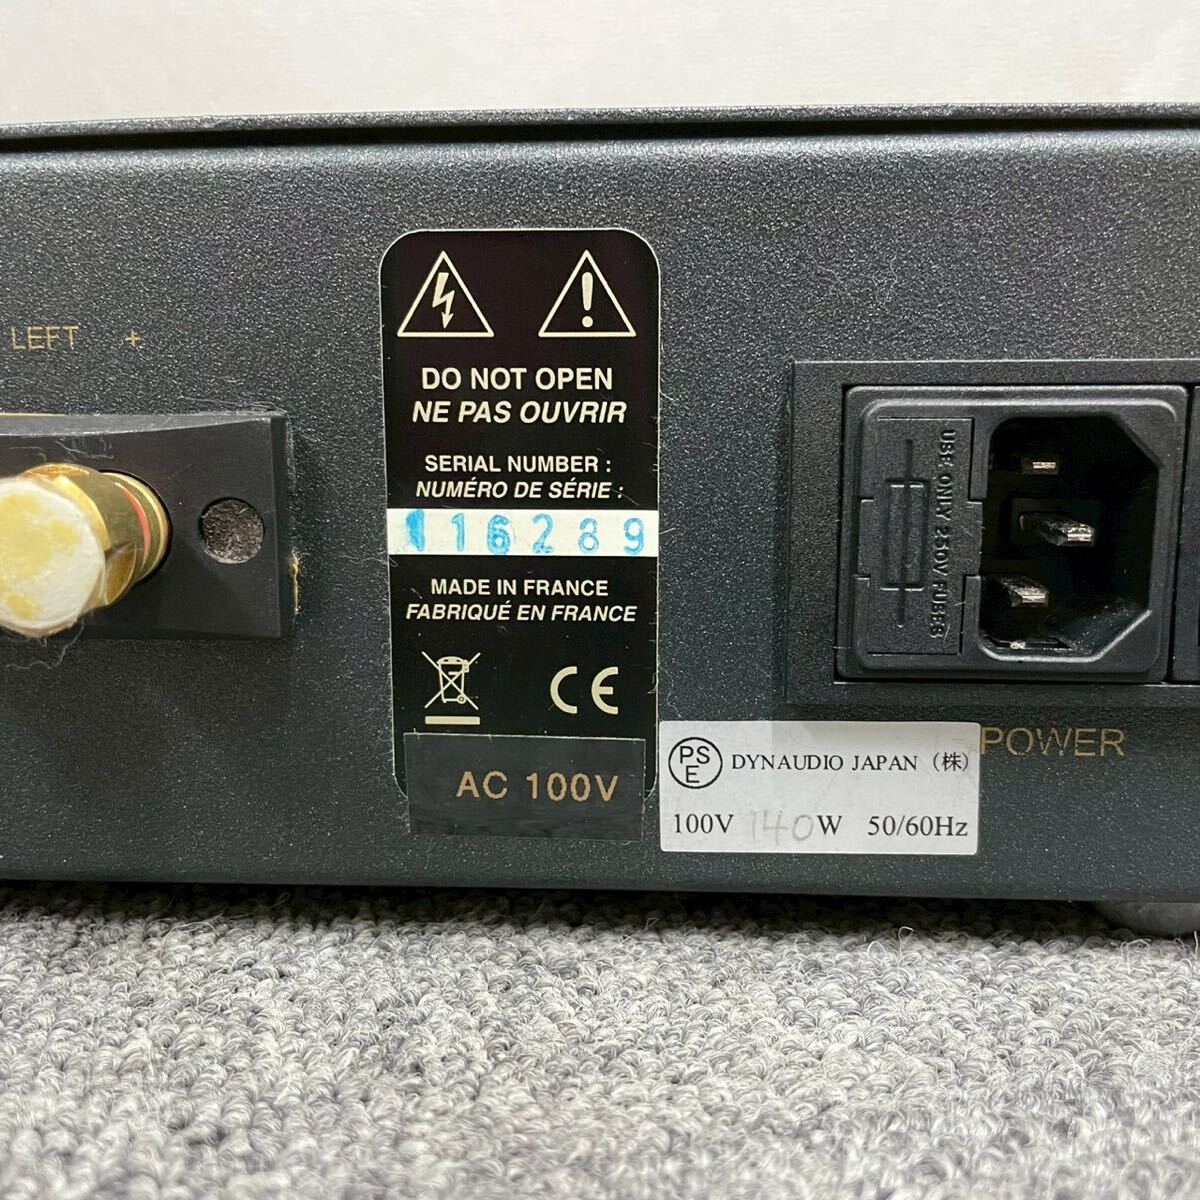 LEFT +
DO NOT OPEN
NE PAS OUVRIR
SERIAL NUMBER :
NUMÉRO DE SÉRIE :
116289
MADE IN FRANCE
FABRIQUÉ EN FRANCE
CE
AC 100V
USE ONLY 250V FUSES
POWER
PSE DYNAUDIO JAPAN (株)
100V 140W 50/60Hz